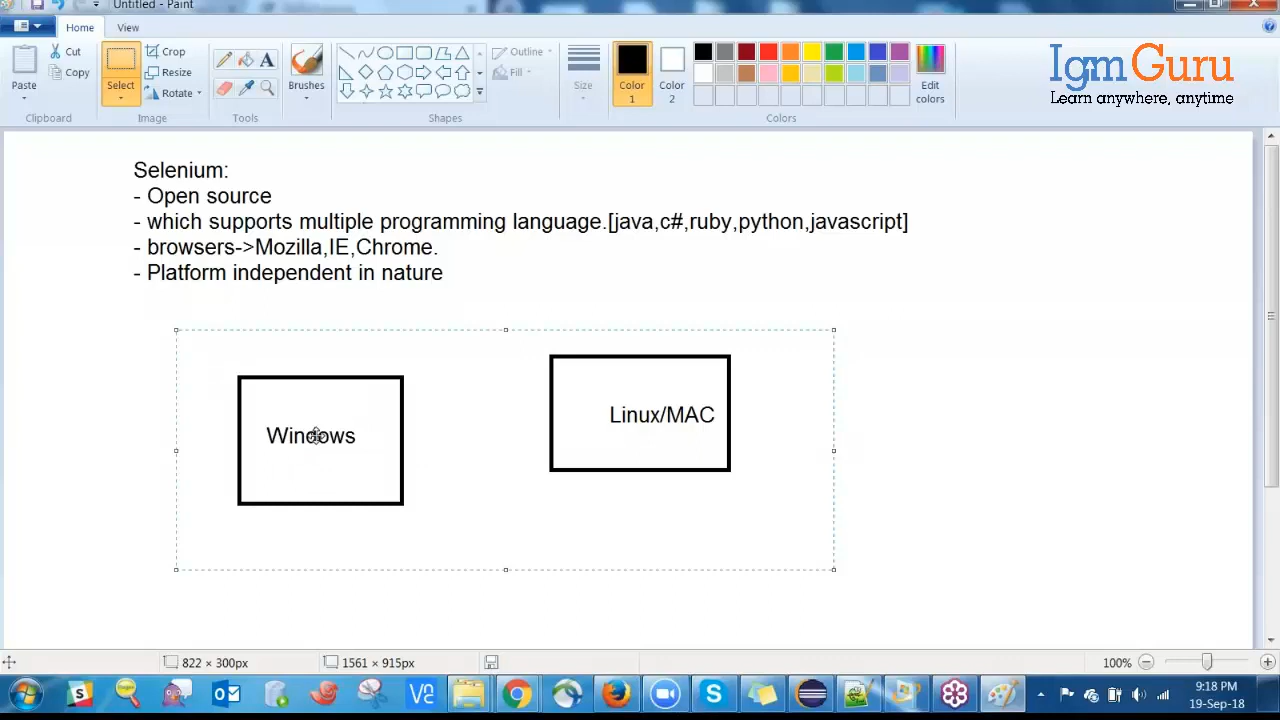 Untitled - Paint
Home
View
Paste
Cut
Copy
Clipboard
Select
Crop
Resize
Rotate
Image
A
Tools
Brushes
Outline
Fill
Shapes
Size
Color
1
Color
2
Edit
colors
Colors
IgmGuru
Learn anywhere, anytime
Selenium:
- Open source
- which supports multiple programming language.[java,c#,ruby,python,javascript]
- browsers->Mozilla,IE,Chrome.
- Platform independent in nature
Windows
Linux/MAC
822 × 300px
1561 × 915px
100%
9:18 PM
19-Sep-18